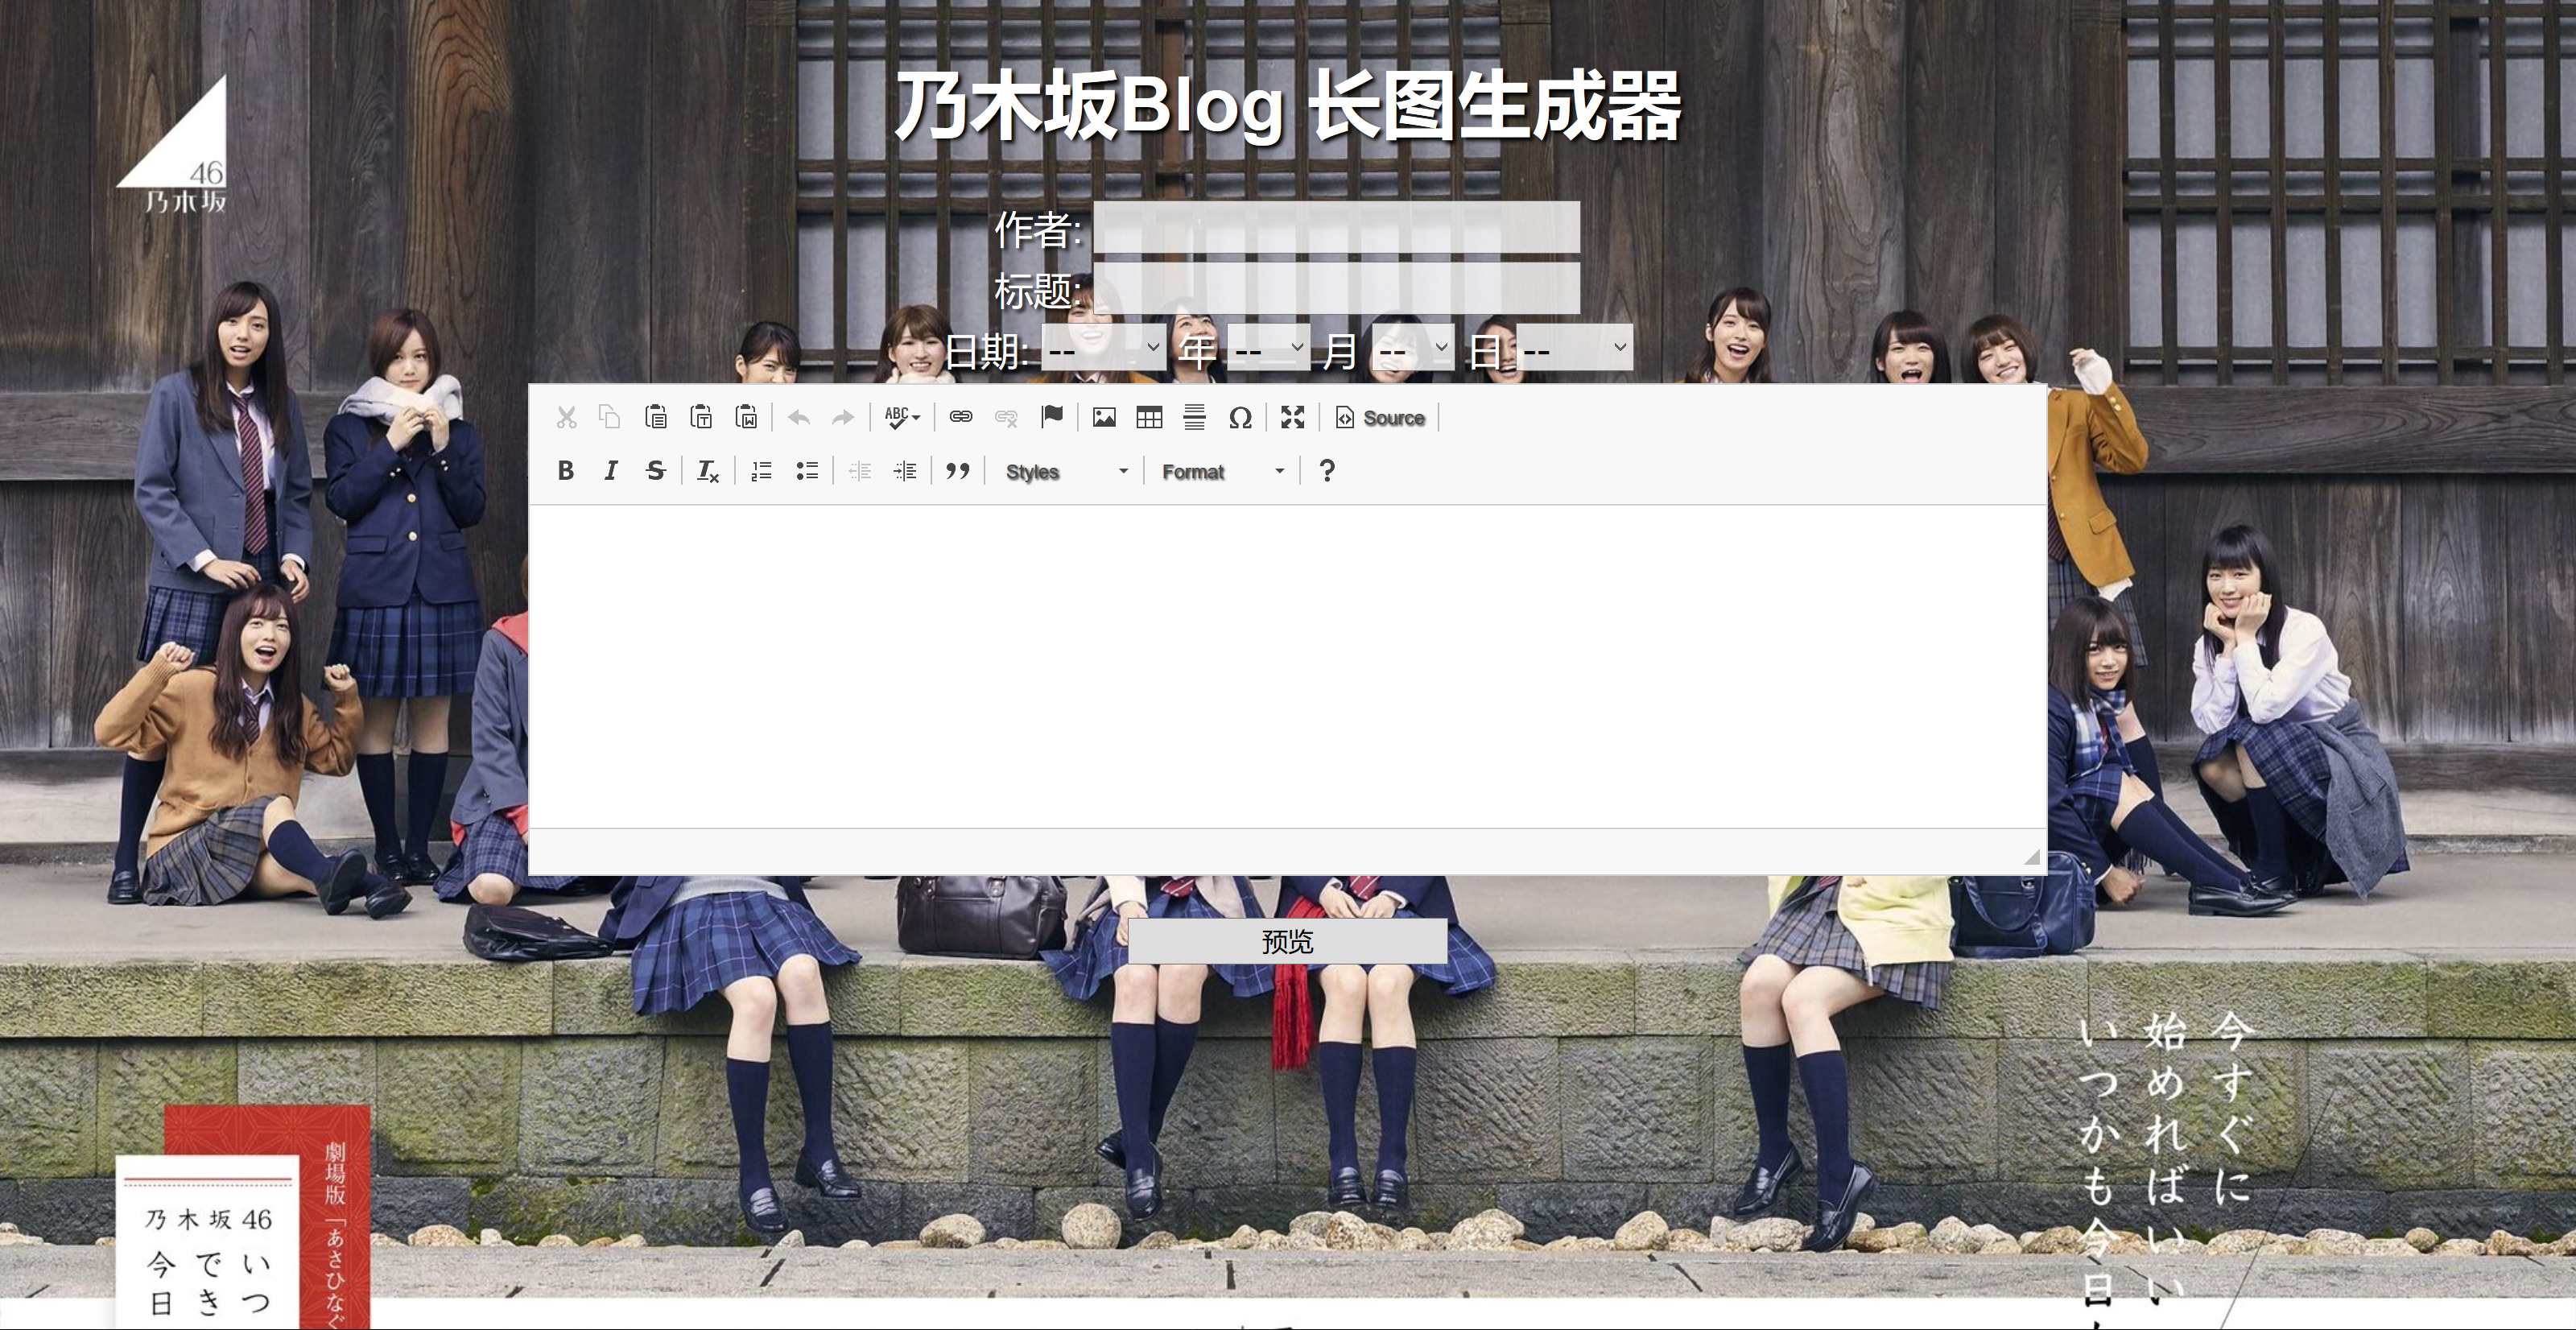 乃木坂Blog 长图生成器
46
乃木坂
作者:
标题:
日期: -- 年 -- 月 -- 日 --
ABC
Source
B I S Tx
Styles Format ?
预览
今すぐに
始めればいい
いつかも今日
劇場版「あさひなぐ
乃木坂46
いつ
でき
今日